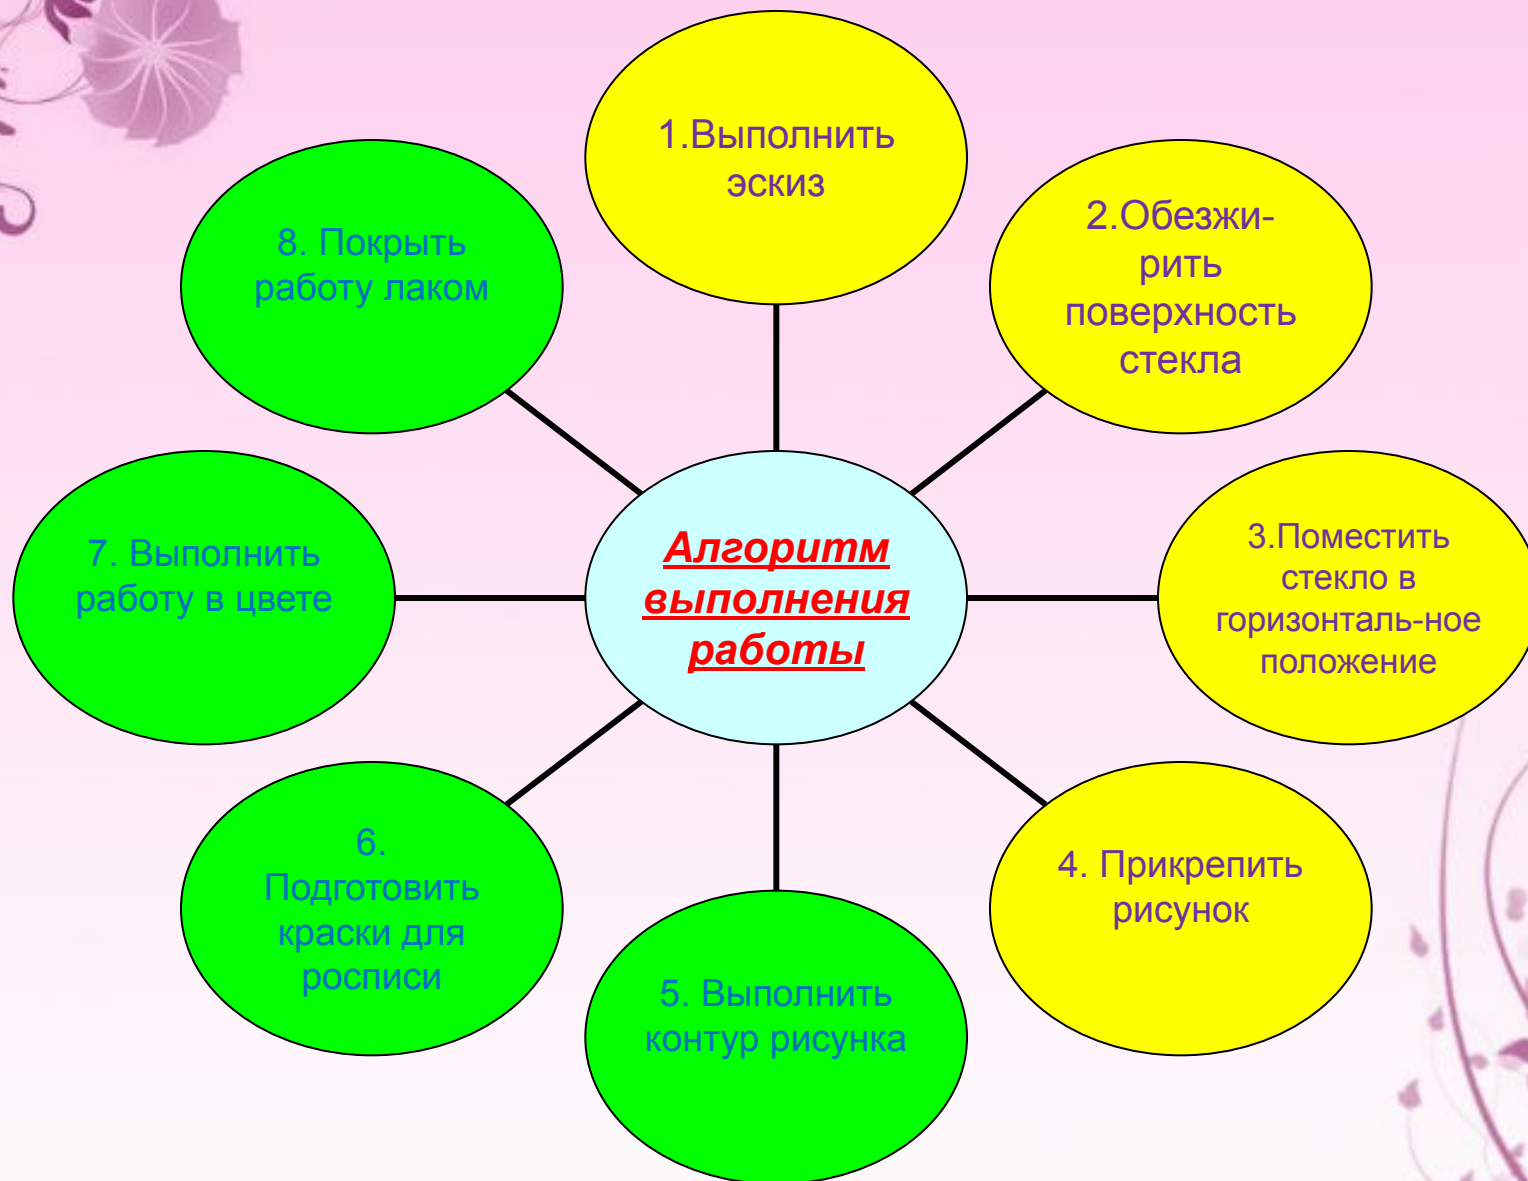 Алгоритм
выполнения
работы
1.Выполнить
эскиз
2.Обезжи-
рить
поверхность
стекла
3.Поместить
стекло в
горизонталь-ное
положение
4. Прикрепить
рисунок
5. Выполнить
контур рисунка
6.
Подготовить
краски для
росписи
7. Выполнить
работу в цвете
8. Покрыть
работу лаком